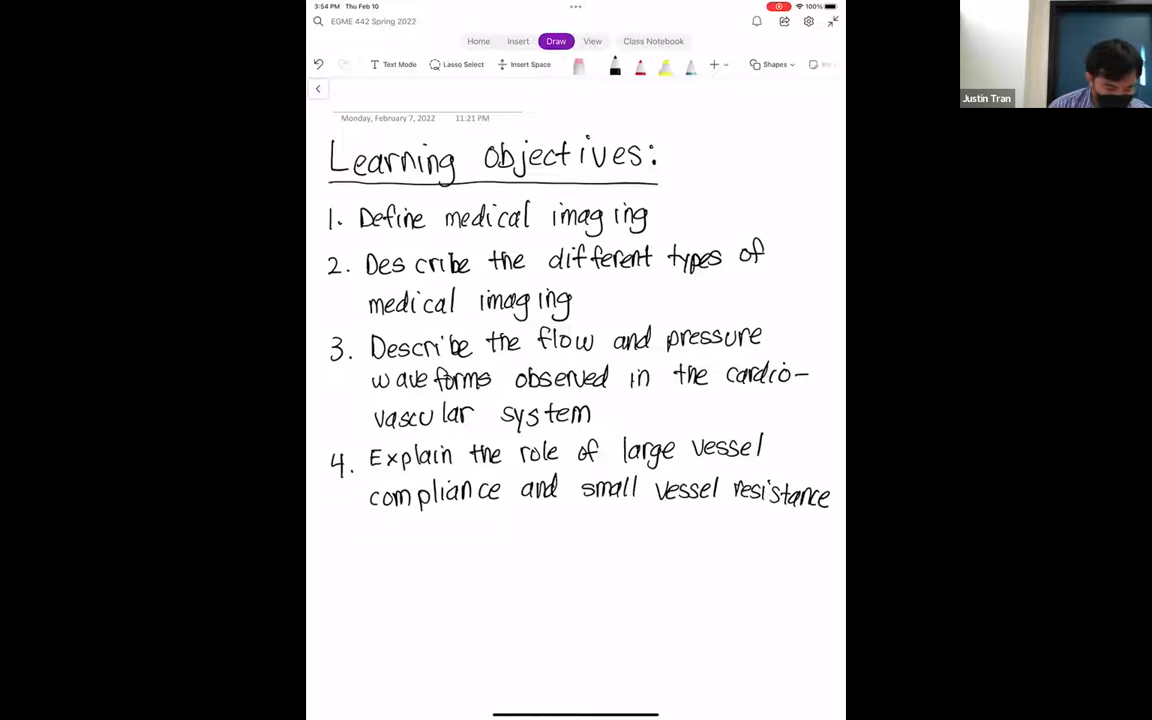 3:54 PM Thu Feb 10
100%
EGME 442 Spring 2022
Home Insert Draw View Class Notebook
Text Mode Lasso Select Insert Space Shapes
Monday, February 7, 2022 11:21 PM
Learning objectives:
1. Define medical imaging
2. Describe the different types of
medical imaging
3. Describe the flow and pressure
waveforms observed in the cardio-
vascular system
4. Explain the role of large vessel
compliance and small vessel resistance
Justin Tran